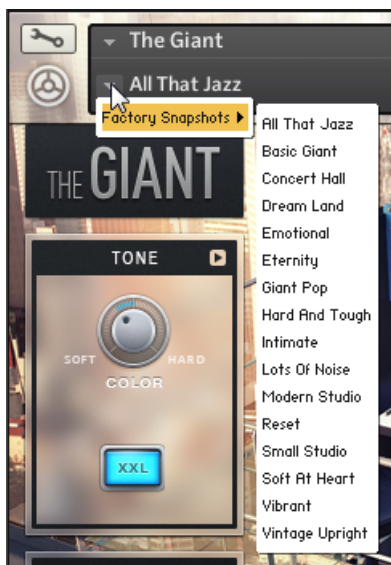 The Giant
All That Jazz
Factory Snapshots
All That Jazz
Basic Giant
Concert Hall
Dream Land
Emotional
Eternity
Giant Pop
Hard And Tough
Intimate
Lots Of Noise
Modern Studio
Reset
Small Studio
Soft At Heart
Vibrant
Vintage Upright
THE GIANT
TONE
SOFT HARD
COLOR
XXL